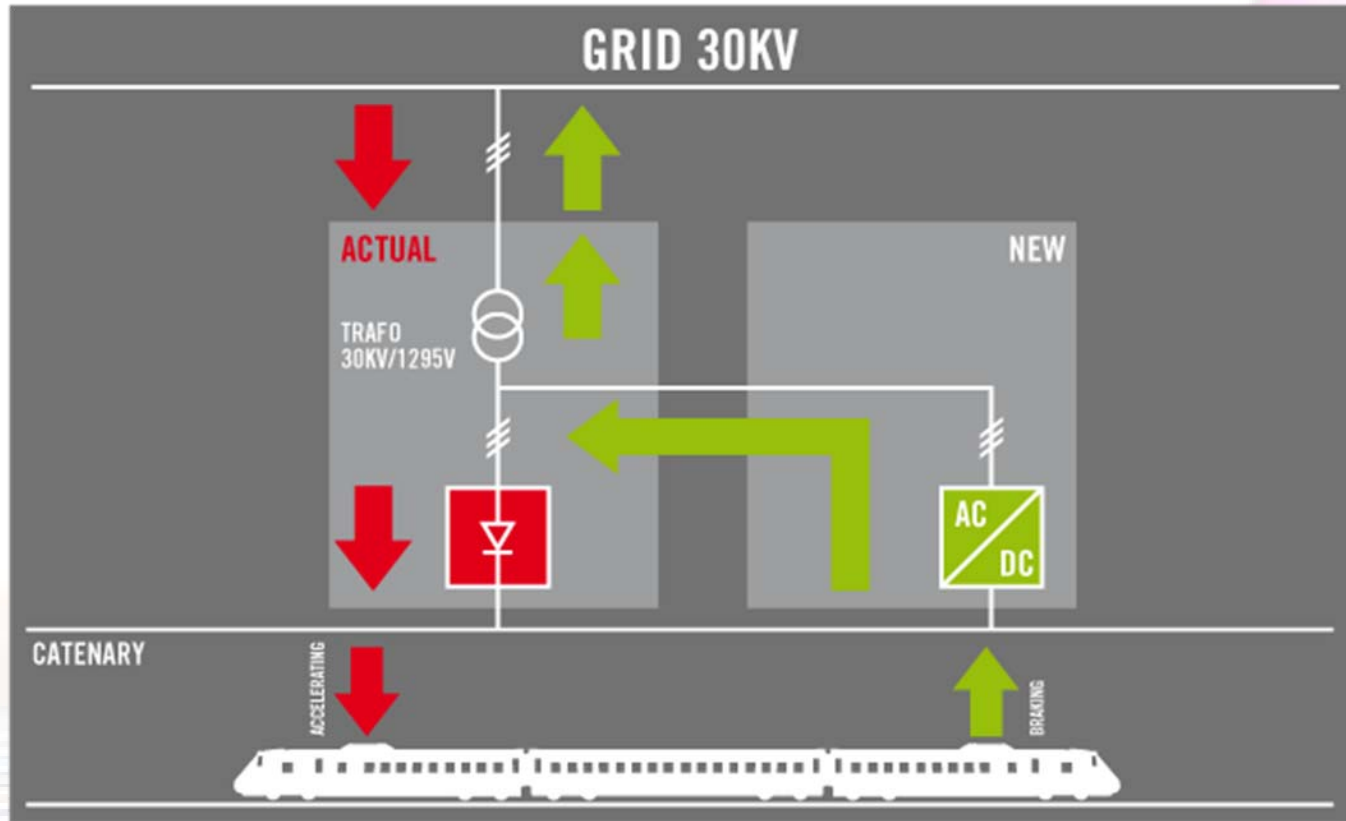 GRID 30KV
ACTUAL
NEW
TRAFO
30KV/1295V
AC
DC
CATENARY
ACCELERATING
BRAKING